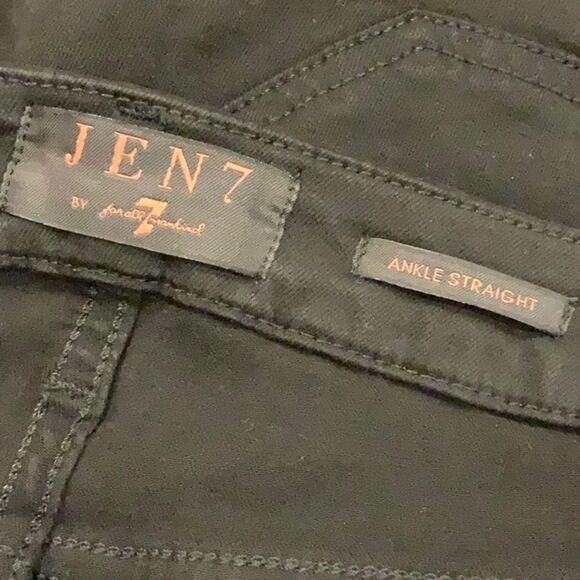 JEN7
BY for all 7 mankind
ANKLE STRAIGHT